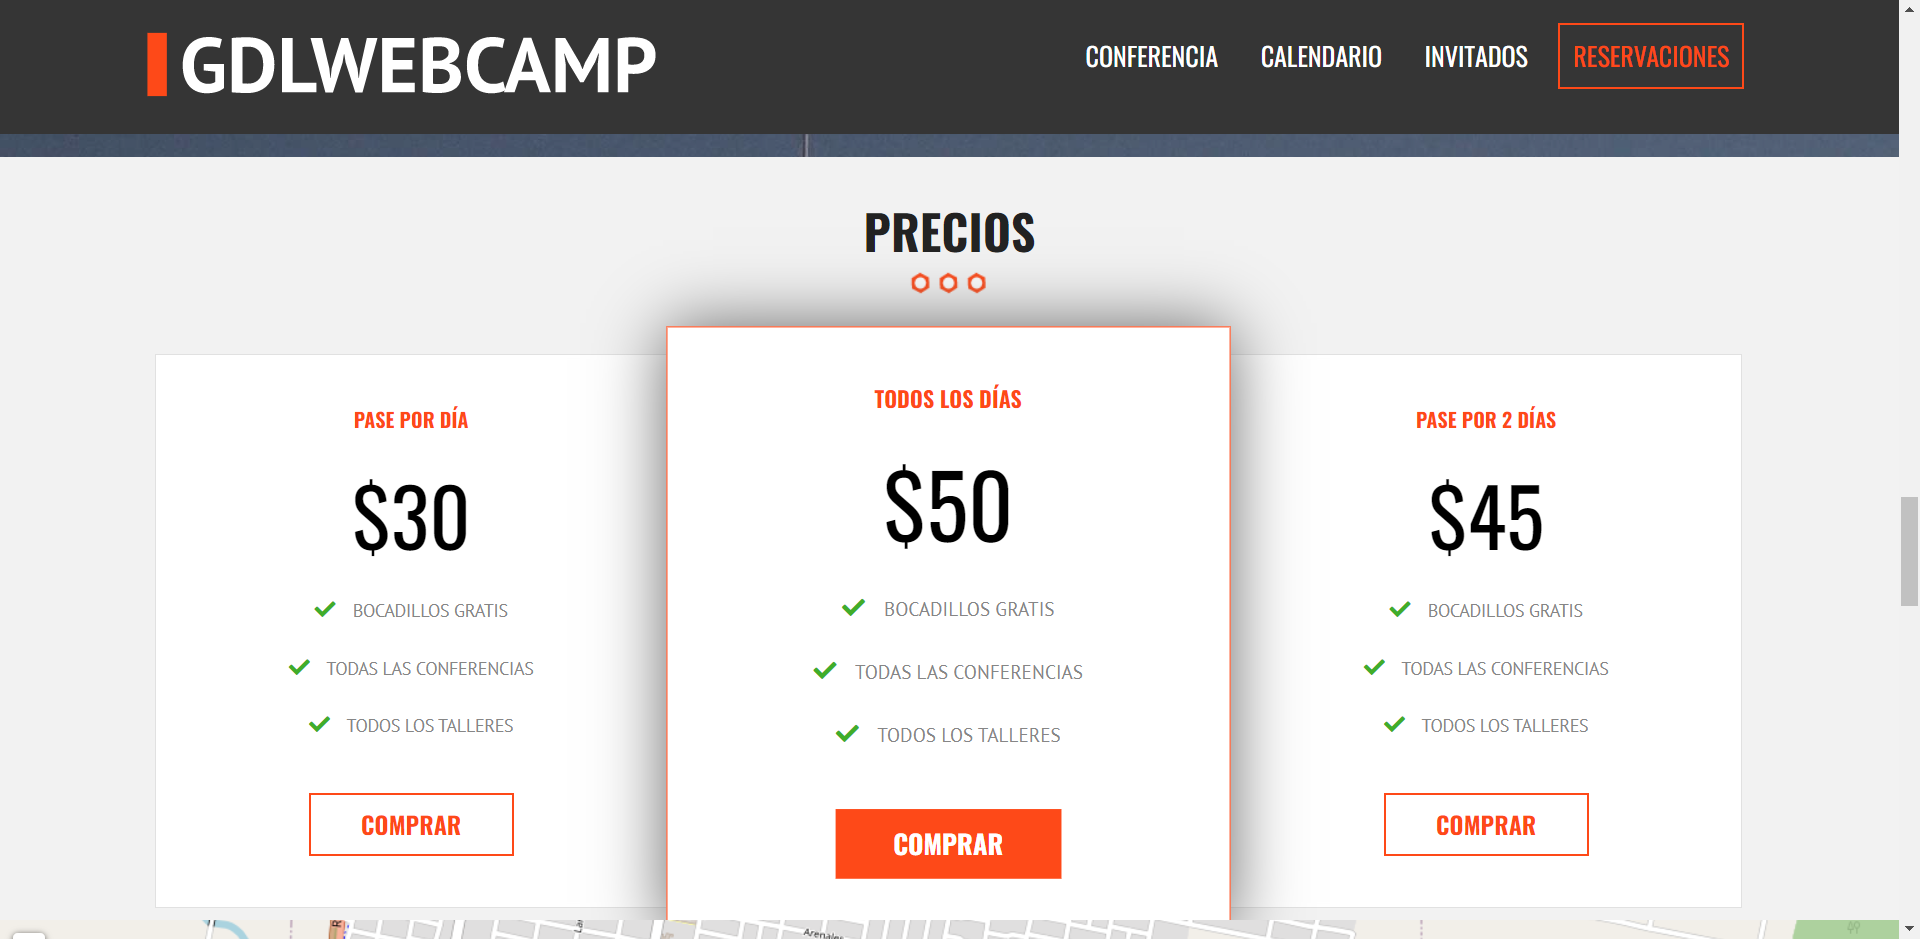 GDLWEBCAMP
CONFERENCIA CALENDARIO INVITADOS RESERVACIONES
PRECIOS
PASE POR DÍA
$30
BOCADILLOS GRATIS
TODAS LAS CONFERENCIAS
TODOS LOS TALLERES
COMPRAR
TODOS LOS DÍAS
$50
BOCADILLOS GRATIS
TODAS LAS CONFERENCIAS
TODOS LOS TALLERES
COMPRAR
PASE POR 2 DÍAS
$45
BOCADILLOS GRATIS
TODAS LAS CONFERENCIAS
TODOS LOS TALLERES
COMPRAR